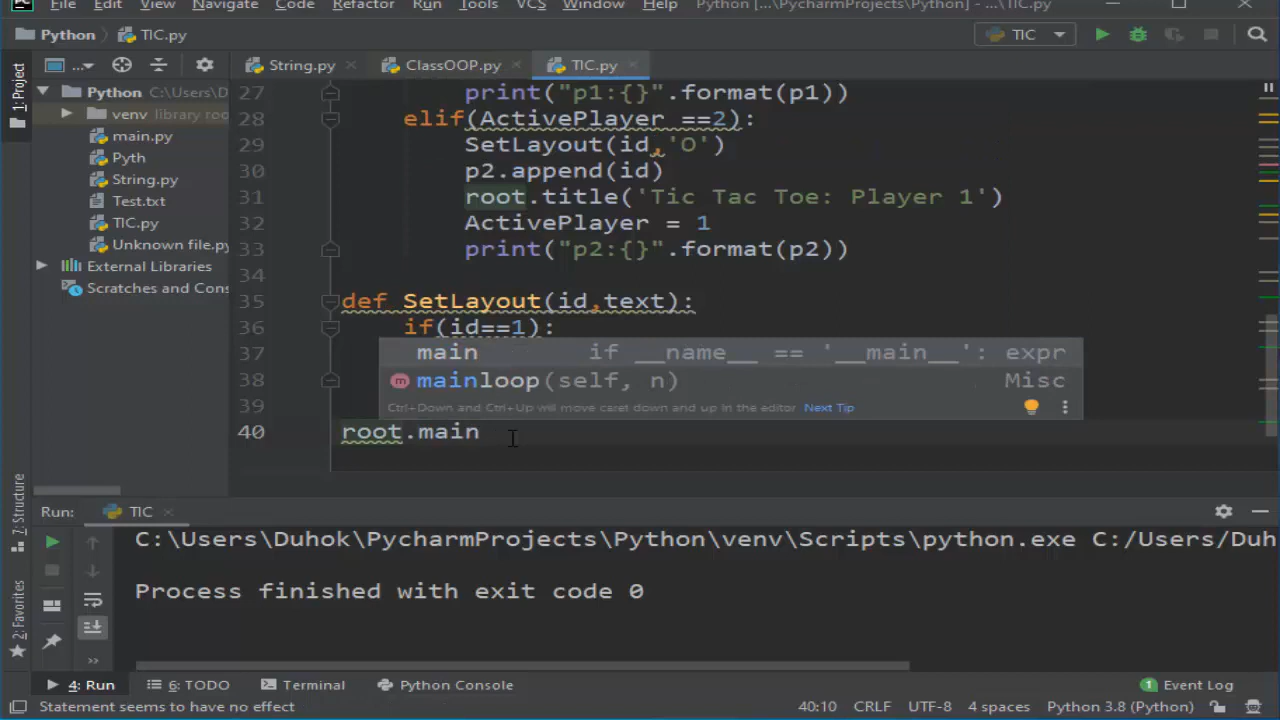 File Edit View Navigate Code Refactor Run Tools VCS Window Help Python [...\PycharmProjects\Python] - ...\TIC.py
Python TIC.py TIC
1: Project ... String.py ClassOOP.py TIC.py
Python C:\Users\D
venv library roo
main.py
Pyth
String.py
Test.txt
TIC.py
Unknown file.py
External Libraries
Scratches and Cons
27 print("p1:{}".format(p1))
28 elif(ActivePlayer ==2):
29 SetLayout(id,'O')
30 p2.append(id)
31 root.title('Tic Tac Toe: Player 1')
32 ActivePlayer = 1
33 print("p2:{}".format(p2))
34
35 def SetLayout(id,text):
36 if(id==1):
37
38
39
40 root.main
main if __name__ == '__main__': expr
mainloop(self, n) Misc
Ctrl+Down and Ctrl+Up will move caret down and up in the editor Next Tip
7: Structure
2: Favorites
Run: TIC
C:\Users\Duhok\PycharmProjects\Python\venv\Scripts\python.exe C:/Users/Duh
Process finished with exit code 0
4: Run 6: TODO Terminal Python Console 1 Event Log
Statement seems to have no effect 40:10 CRLF UTF-8 4 spaces Python 3.8 (Python)